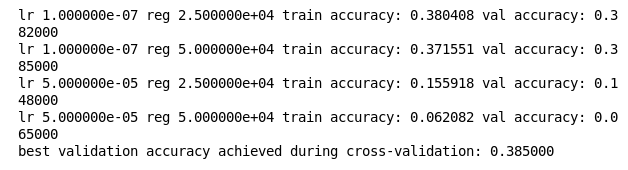 lr 1.000000e-07 reg 2.500000e+04 train accuracy: 0.380408 val accuracy: 0.3
82000
lr 1.000000e-07 reg 5.000000e+04 train accuracy: 0.371551 val accuracy: 0.3
85000
lr 5.000000e-05 reg 2.500000e+04 train accuracy: 0.155918 val accuracy: 0.1
48000
lr 5.000000e-05 reg 5.000000e+04 train accuracy: 0.062082 val accuracy: 0.0
65000
best validation accuracy achieved during cross-validation: 0.385000